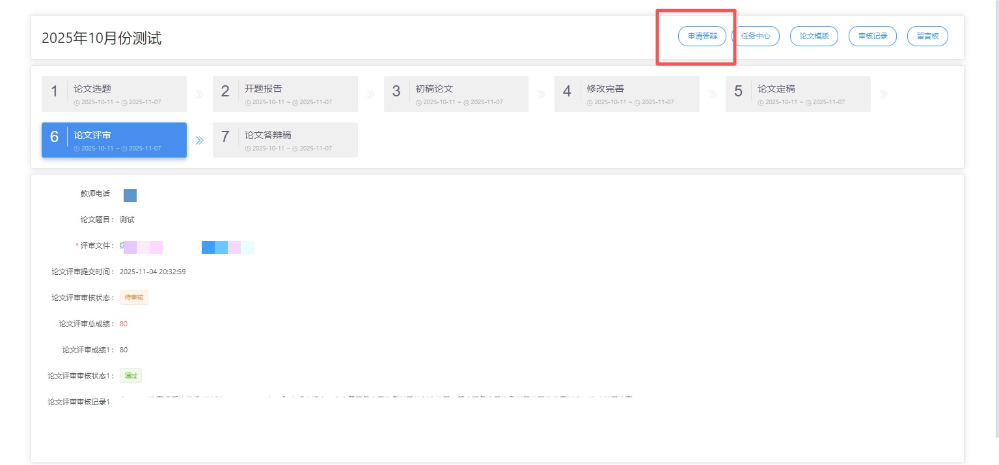 2025年10月份测试
申请答辩 任务中心 论文模版 审核记录 留言板
1 论文选题
2025-10-11 ~ 2025-11-07
2 开题报告
2025-10-11 ~ 2025-11-07
3 初稿论文
2025-10-11 ~ 2025-11-07
4 修改完善
2025-10-11 ~ 2025-11-07
5 论文定稿
2025-10-11 ~ 2025-11-07
6 论文评审
2025-10-11 ~ 2025-11-07
7 论文答辩稿
2025-10-11 ~ 2025-11-07
教师电话
论文题目： 测试
* 评审文件：
论文评审提交时间： 2025-11-04 20:32:59
论文评审审核状态： 待审核
论文评审总成绩： 80
论文评审成绩1： 80
论文评审审核状态1： 通过
论文评审审核记录1